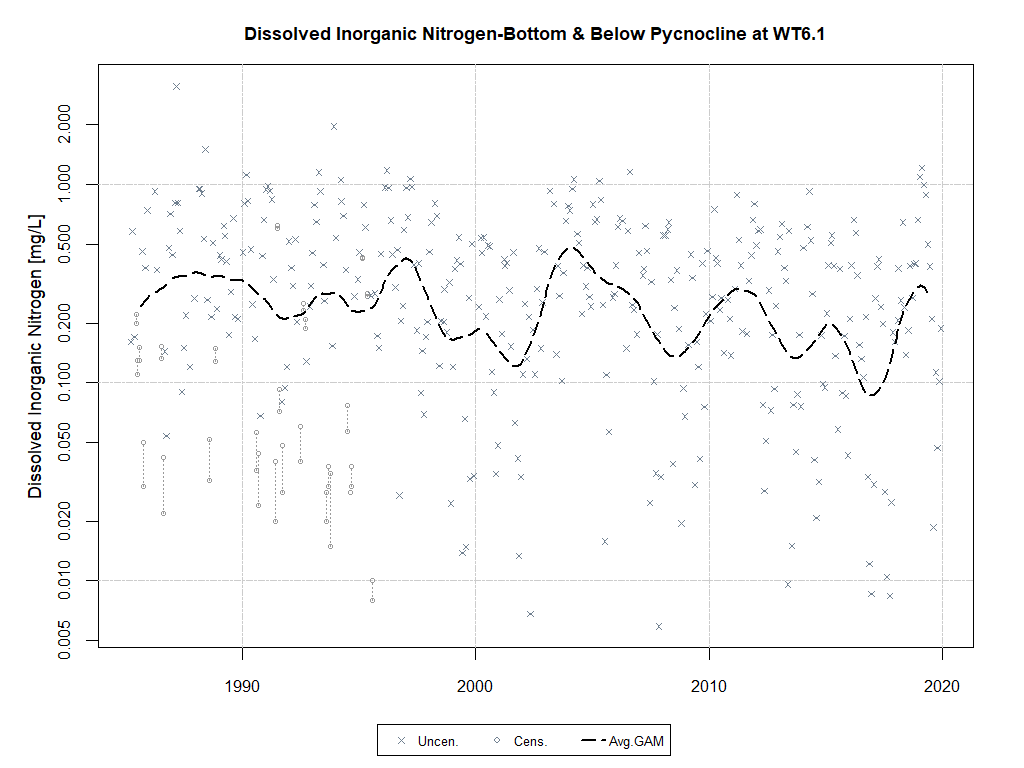 Dissolved Inorganic Nitrogen-Bottom & Below Pycnocline at WT6.1
Dissolved Inorganic Nitrogen [mg/L]
2.000
1.000
0.500
0.200
0.100
0.050
0.020
0.010
0.005
1990
2000
2010
2020
Uncen.
Cens.
Avg.GAM